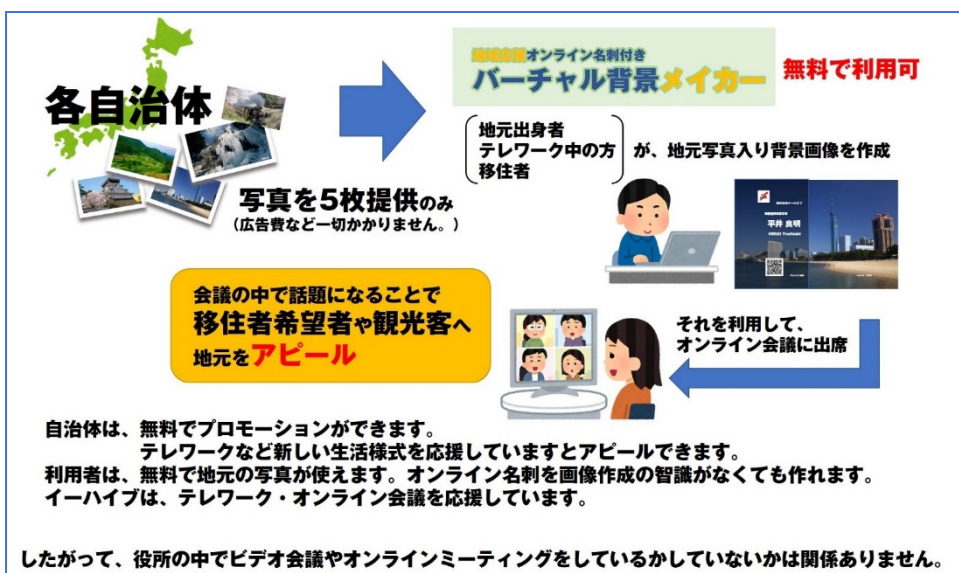 各自治体
写真を5枚提供のみ
(広告費など一切かかりません。)
地域応援オンライン名刺付き
バーチャル背景メイカー
無料で利用可
地元出身者
テレワーク中の方
移住者
が、地元写真入り背景画像を作成
平井 良明
それを利用して、
オンライン会議に出席
会議の中で話題になることで
移住者希望者や観光客へ
地元をアピール
自治体は、無料でプロモーションができます。
テレワークなど新しい生活様式を応援していますとアピールできます。
利用者は、無料で地元の写真が使えます。オンライン名刺を画像作成の智識がなくても作れます。
イーハイブは、テレワーク・オンライン会議を応援しています。
したがって、役所の中でビデオ会議やオンラインミーティングをしているかしていないかは関係ありません。